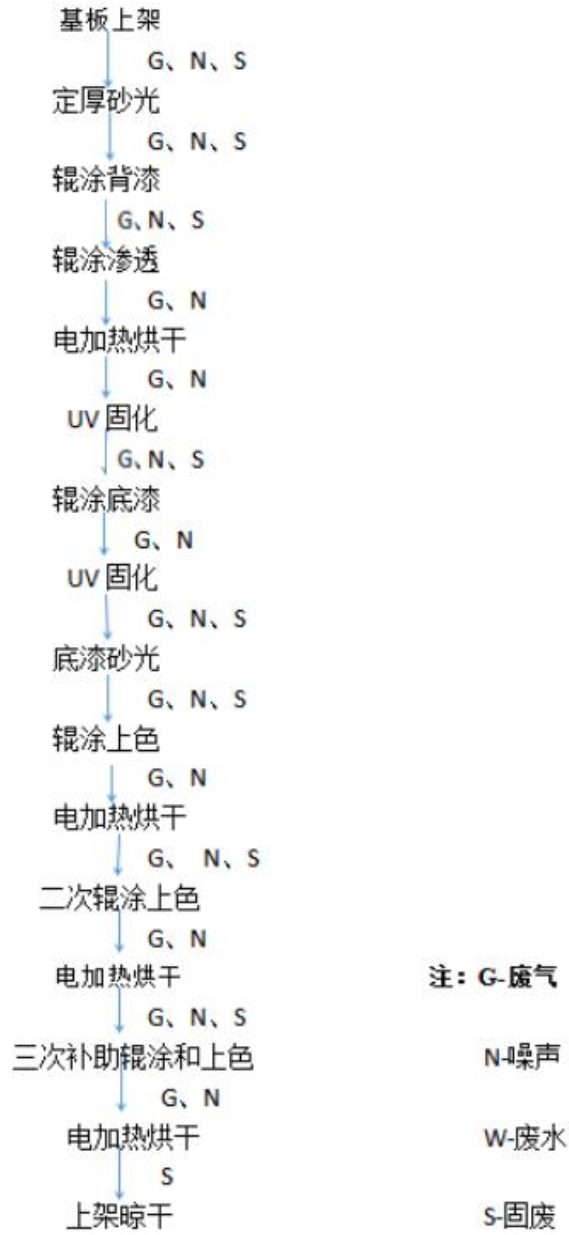 基板上架
G、N、S
定厚砂光
G、N、S
辊涂背漆
G、N、S
辊涂渗透
G、N
电加热烘干
G、N
UV 固化
G、N、S
辊涂底漆
G、N
UV 固化
G、N、S
底漆砂光
G、N、S
辊涂上色
G、N
电加热烘干
G、 N、S
二次辊涂上色
G、N
电加热烘干
注：G-废气
G、N、S
三次补助辊涂和上色
N-噪声
G、N
电加热烘干
W-废水
S
上架晾干
S-固废